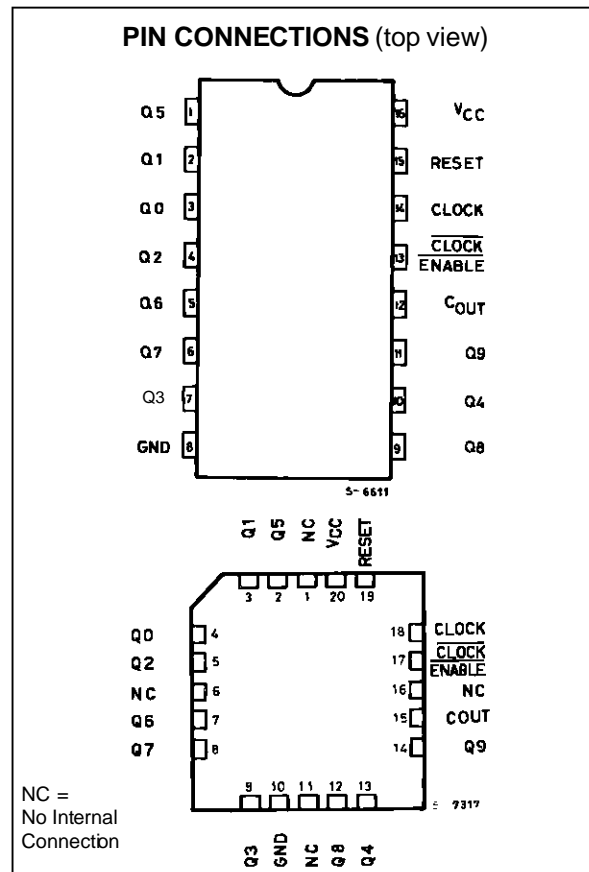 PIN CONNECTIONS (top view)
Q5 1 16 VCC
Q1 2 15 RESET
Q0 3 14 CLOCK
Q2 4 13 CLOCK ENABLE
Q6 5 12 COUT
Q7 6 11 Q9
Q3 7 10 Q4
GND 8 9 Q8
S-6611
Q1 Q5 NC VCC RESET
3 2 1 20 19
Q0 4 18 CLOCK
Q2 5 17 CLOCK ENABLE
NC 6 16 NC
Q6 7 15 COUT
Q7 8 14 Q9
9 10 11 12 13
S 7317
Q3 GND NC Q8 Q4
NC =
No Internal
Connection